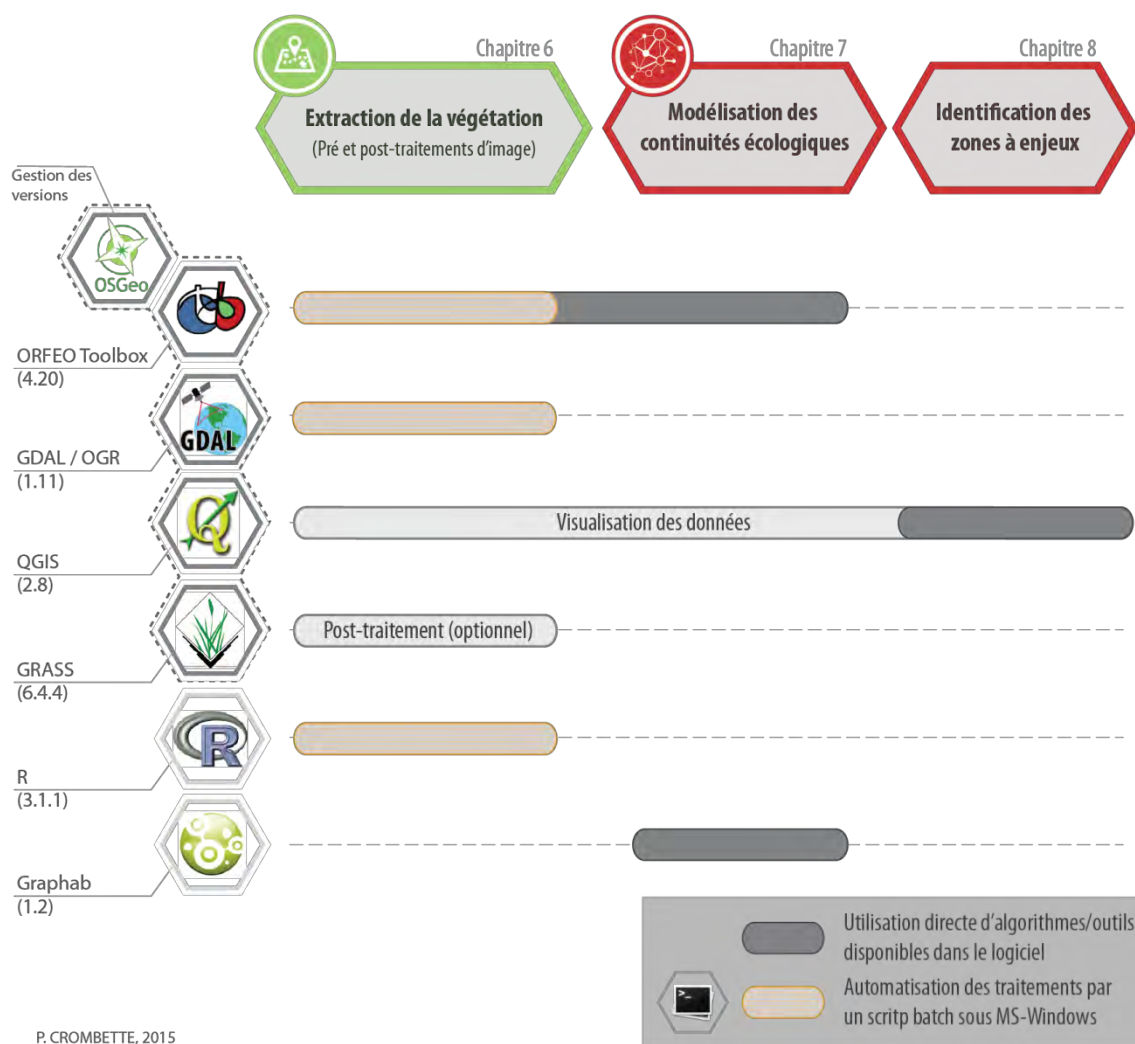 Chapitre 6
Chapitre 7
Chapitre 8
Extraction de la végétation
(Pré et post-traitements d'image)
Modélisation des
continuités écologiques
Identification des
zones à enjeux
Gestion des
versions
OSGeo
ORFEO Toolbox
(4.20)
GDAL
GDAL / OGR
(1.11)
Q
QGIS
(2.8)
Visualisation des données
GRASS
(6.4.4)
Post-traitement (optionnel)
R
R
(3.1.1)
Graphab
(1.2)
Utilisation directe d'algorithmes/outils
disponibles dans le logiciel
>_
Automatisation des traitements par
un scritp batch sous MS-Windows
P. CROMBETTE, 2015